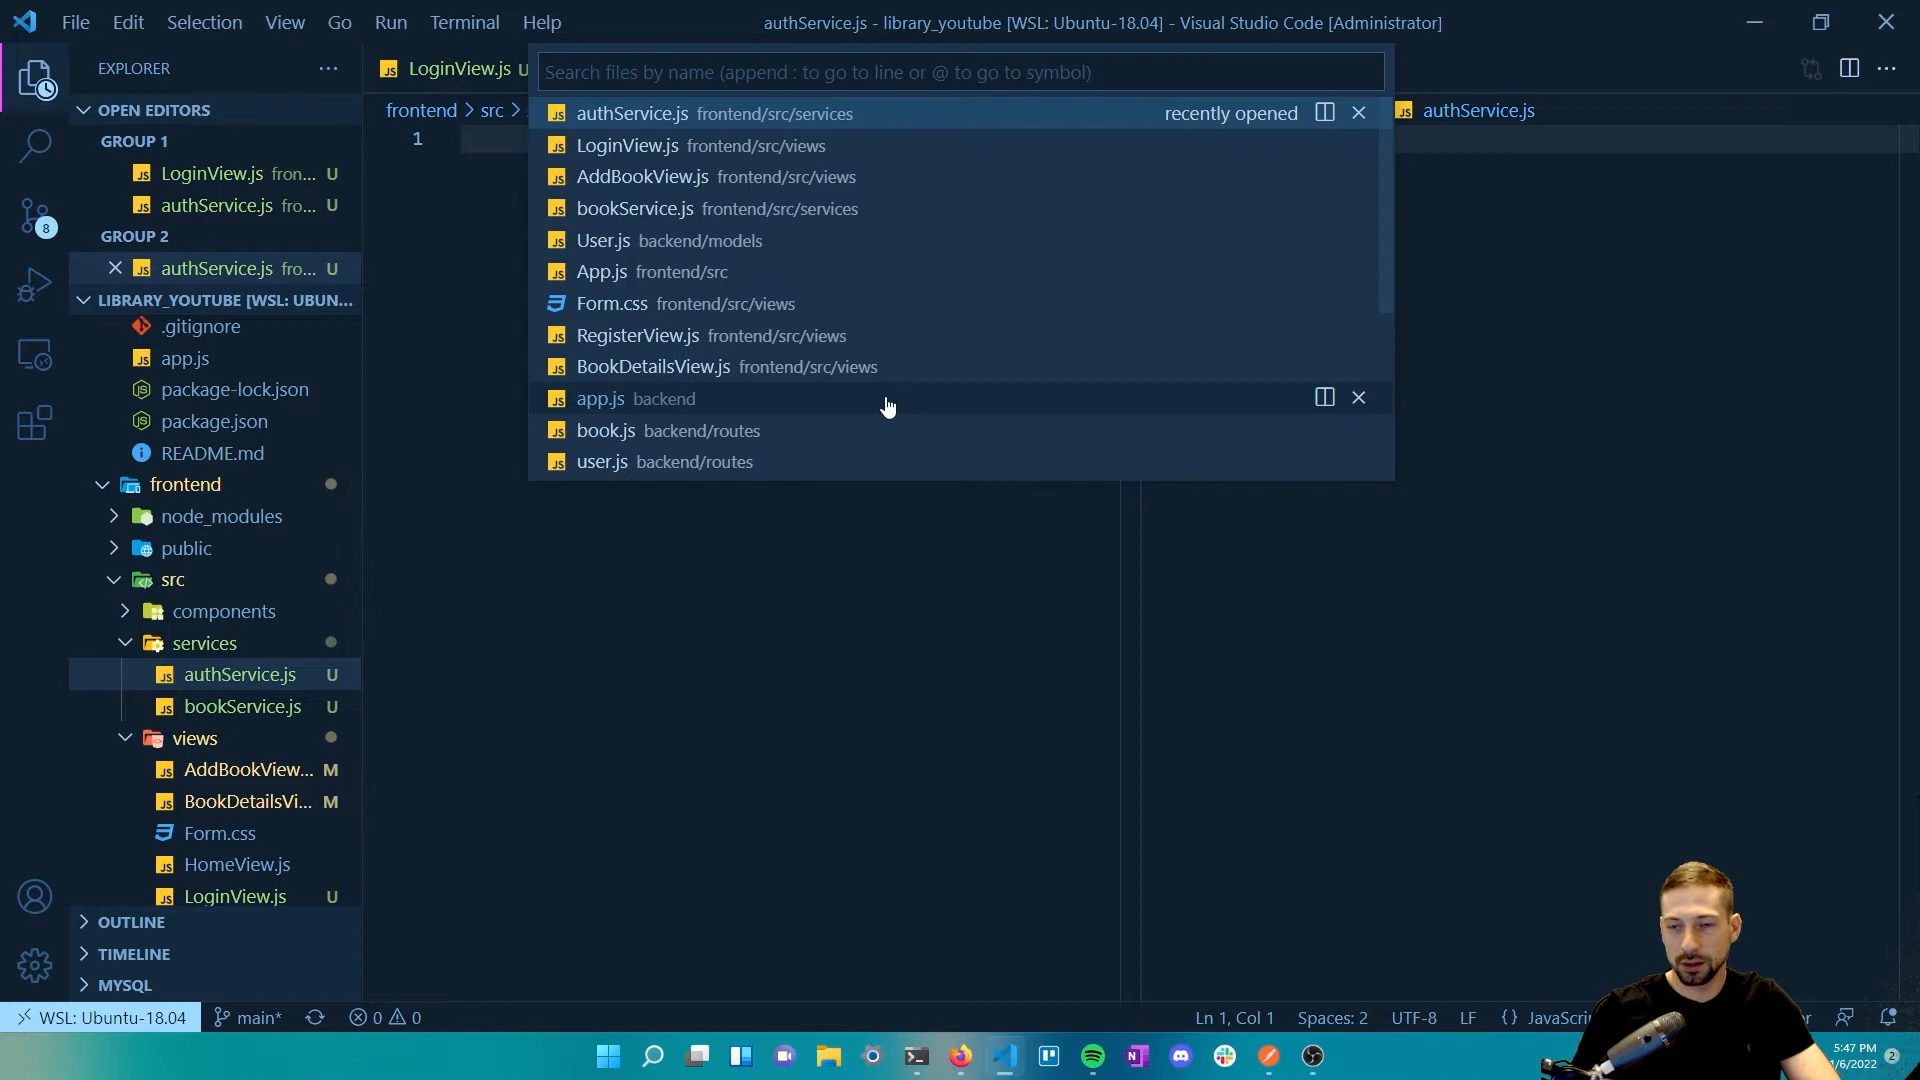 File Edit Selection View Go Run Terminal Help
authService.js - library_youtube [WSL: Ubuntu-18.04] - Visual Studio Code [Administrator]
EXPLORER
OPEN EDITORS
GROUP 1
LoginView.js fron... U
authService.js fro... U
GROUP 2
authService.js fro... U
LIBRARY_YOUTUBE [WSL: UBUN...
.gitignore
app.js
package-lock.json
package.json
README.md
frontend
node_modules
public
src
components
services
authService.js U
bookService.js U
views
AddBookView... M
BookDetailsVi... M
Form.css
HomeView.js
LoginView.js U
OUTLINE
TIMELINE
MYSQL
8
LoginView.js U
frontend > src >
1
Search files by name (append : to go to line or @ to go to symbol)
authService.js frontend/src/services recently opened
LoginView.js frontend/src/views
AddBookView.js frontend/src/views
bookService.js frontend/src/services
User.js backend/models
App.js frontend/src
Form.css frontend/src/views
RegisterView.js frontend/src/views
BookDetailsView.js frontend/src/views
app.js backend
book.js backend/routes
user.js backend/routes
authService.js
WSL: Ubuntu-18.04 main* 0 0
Ln 1, Col 1 Spaces: 2 UTF-8 LF {} JavaScri
5:47 PM
/6/2022
2